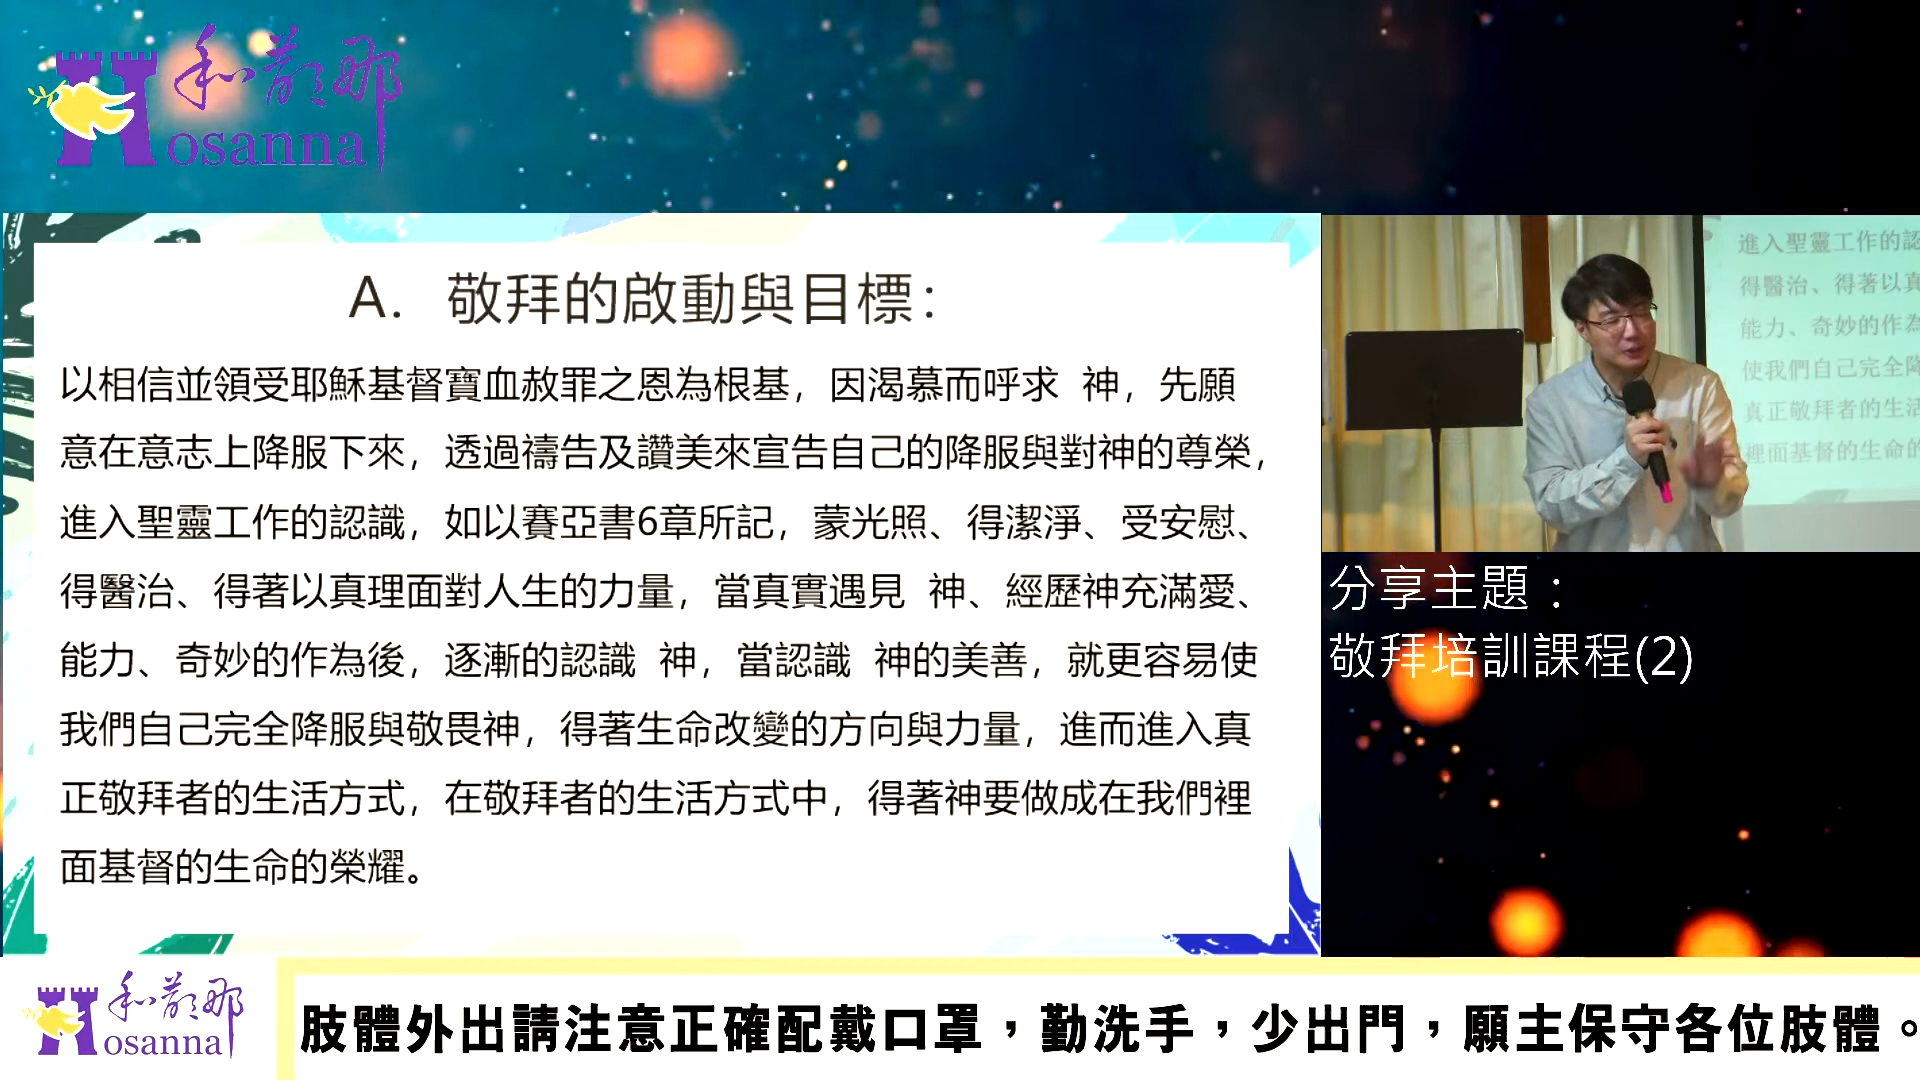 和散那
Hosanna
A. 敬拜的啟動與目標:
以相信並領受耶穌基督寶血赦罪之恩為根基，因渴慕而呼求 神，先願
意在意志上降服下來，透過禱告及讚美來宣告自己的降服與對神的尊榮，
進入聖靈工作的認識，如以賽亞書6章所記，蒙光照、得潔淨、受安慰、
得醫治、得著以真理面對人生的力量，當真實遇見 神、經歷神充滿愛、
能力、奇妙的作為後，逐漸的認識 神，當認識 神的美善，就更容易使
我們自己完全降服與敬畏神，得著生命改變的方向與力量，進而進入真
正敬拜者的生活方式，在敬拜者的生活方式中，得著神要做成在我們裡
面基督的生命的榮耀。
進入聖靈工作的認
得醫治、得著以真
能力、奇妙的作為
使我們自己完全降
真正敬拜者的生活
裡面基督的生命的
分享主題：
敬拜培訓課程(2)
和散那
Hosanna
肢體外出請注意正確配戴口罩，勤洗手，少出門，願主保守各位肢體。